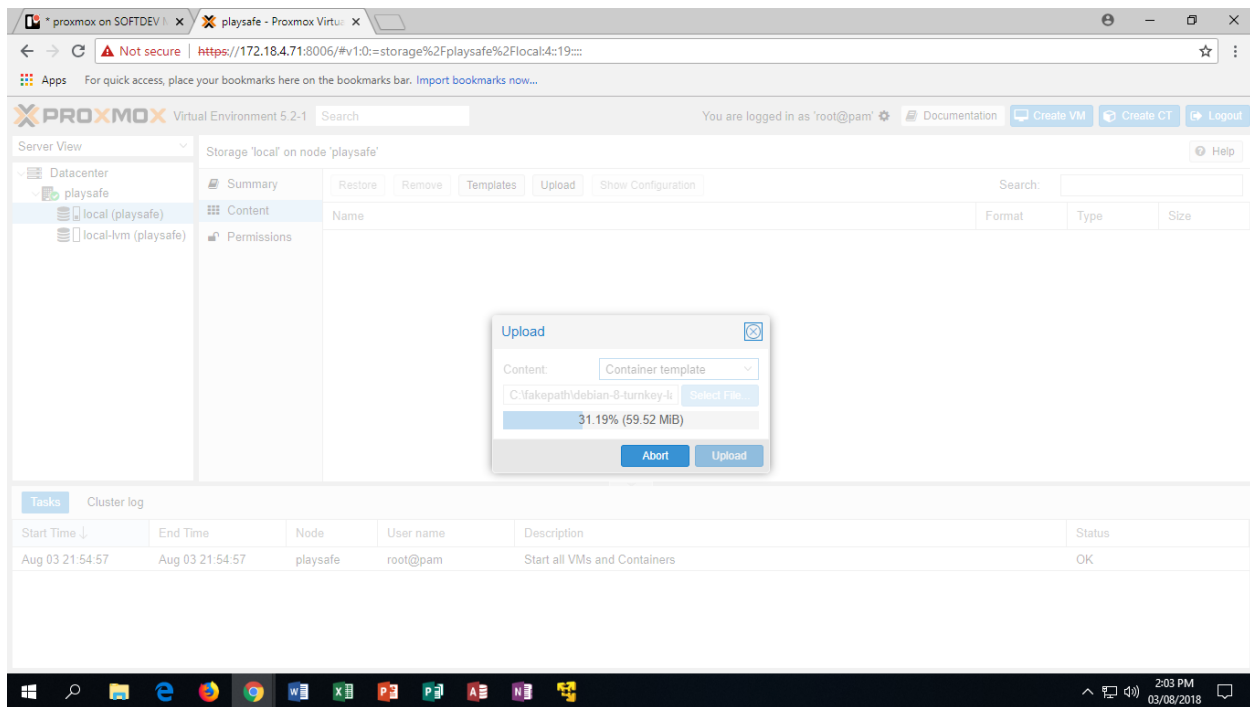 * proxmox on SOFTDEV playsafe - Proxmox Virtu
Not secure | https://172.18.4.71:8006/#v1:0:=storage%2Fplaysafe%2Flocal:4::19::::
Apps For quick access, place your bookmarks here on the bookmarks bar. Import bookmarks now...
PROXMOX Virtual Environment 5.2-1 Search You are logged in as 'root@pam' Documentation Create VM Create CT Logout
Server View Storage 'local' on node 'playsafe' Help
Datacenter
playsafe
local (playsafe)
local-lvm (playsafe)
Summary
Content
Permissions
Restore Remove Templates Upload Show Configuration Search:
Name Format Type Size
Upload
Content: Container template
C:\fakepath\debian-8-turnkey-l Select File...
31.19% (59.52 MiB)
Abort Upload
Tasks Cluster log
Start Time ↓ End Time Node User name Description Status
Aug 03 21:54:57 Aug 03 21:54:57 playsafe root@pam Start all VMs and Containers OK
2:03 PM
03/08/2018